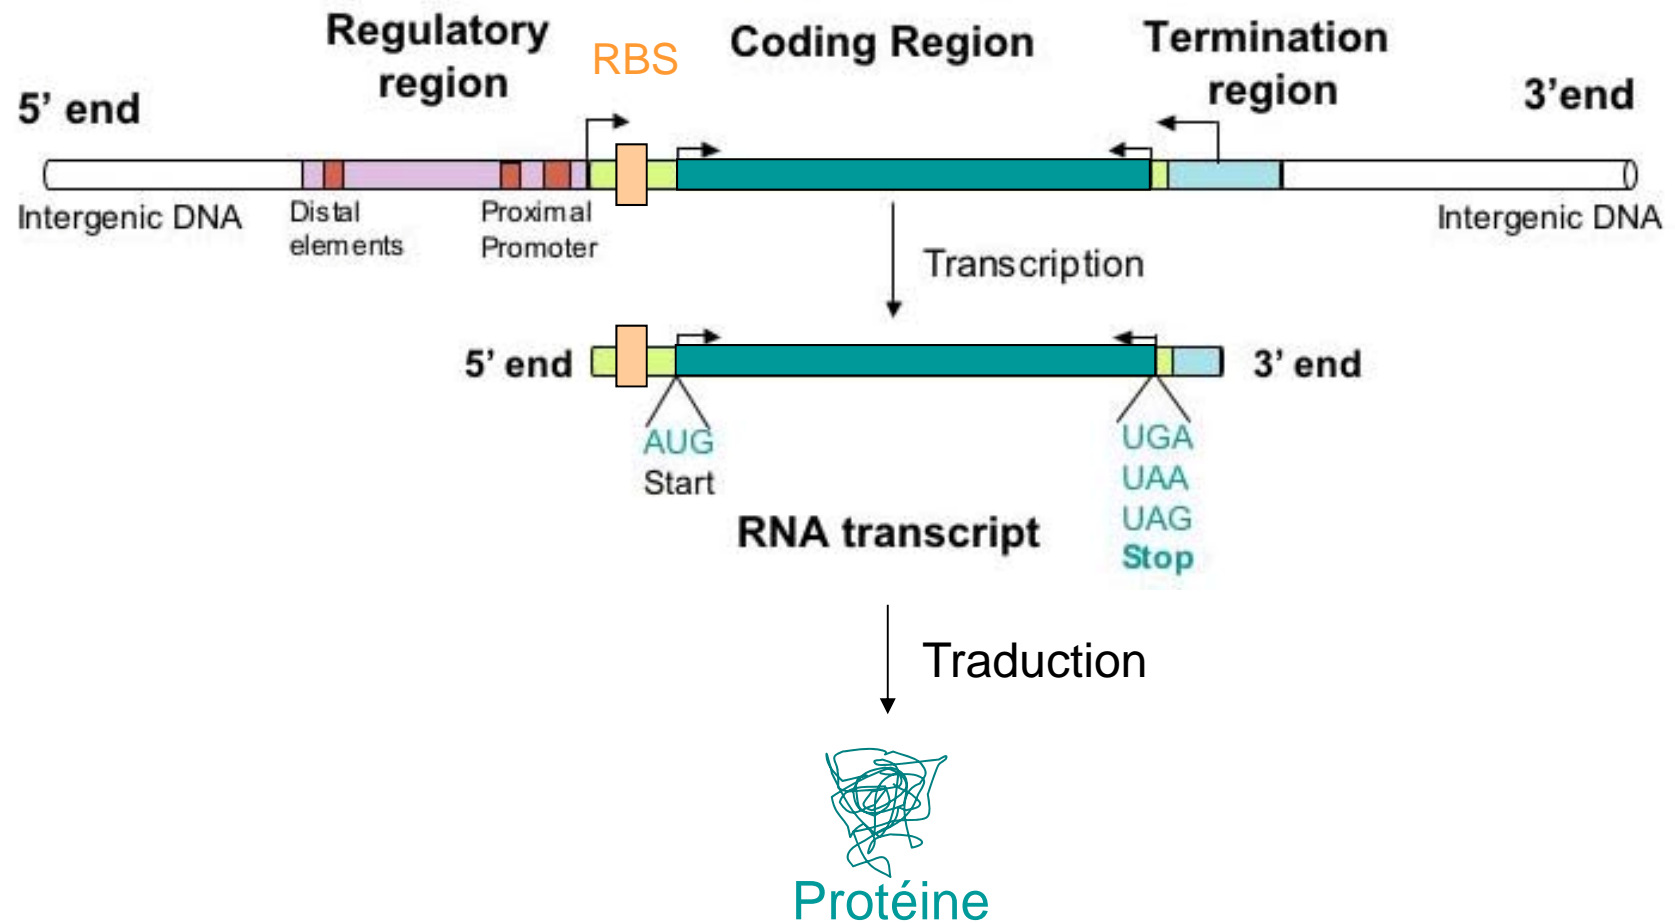 Regulatory
region
RBS
Coding Region
Termination
region
5' end
3'end
Intergenic DNA
Distal
elements
Proximal
Promoter
Intergenic DNA
Transcription
5' end
3' end
AUG
Start
UGA
UAA
UAG
Stop
RNA transcript
Traduction
Protéine